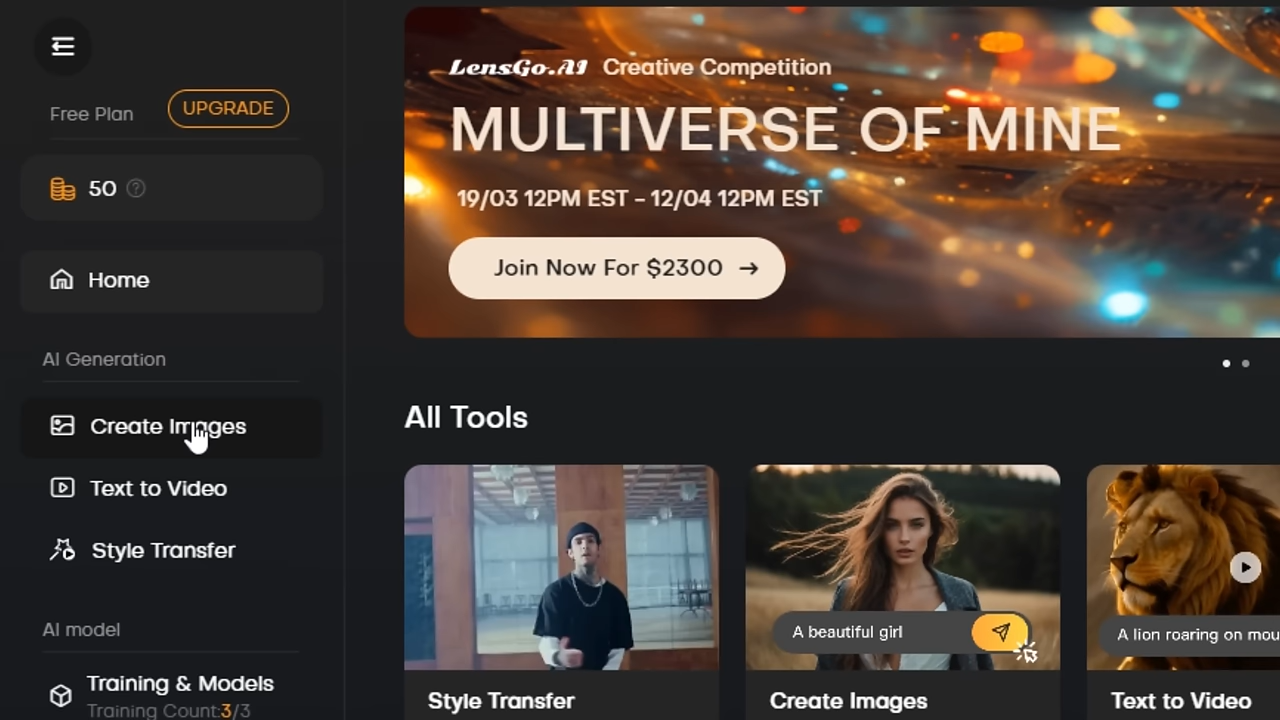 Free Plan
UPGRADE
50
Home
AI Generation
Create Images
Text to Video
Style Transfer
AI model
Training & Models
Training Count:3/3
LensGo.AI Creative Competition
MULTIVERSE OF MINE
19/03 12PM EST - 12/04 12PM EST
Join Now For $2300 →
All Tools
A beautiful girl
A lion roaring on mou
Style Transfer
Create Images
Text to Video